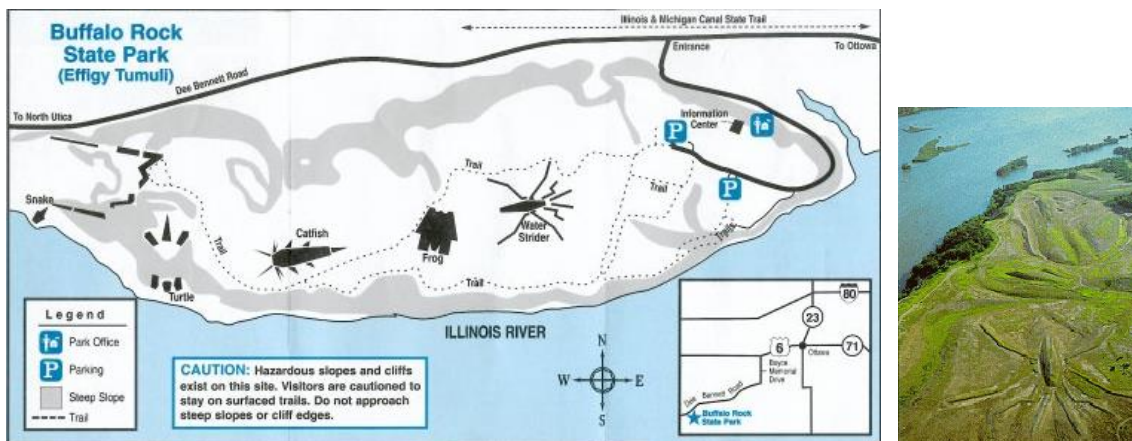 Buffalo Rock
State Park
(Effigy Tumuli)
Illinois & Michigan Canal State Trail
Entrance
To Ottowa
Dee Bennett Road
To North Utica
Information
Center
P
P
Trail
Trail
Trails
Snake
Catfish
Frog
Water
Strider
Trail
Trail
Turtle
ILLINOIS RIVER
Legend
Park Office
P Parking
Steep Slope
Trail
CAUTION: Hazardous slopes and cliffs
exist on this site. Visitors are cautioned to
stay on surfaced trails. Do not approach
steep slopes or cliff edges.
N
W E
S
80
23
6
71
Ottawa
Boyce
Memorial
Drive
Dee Bennett Road
Buffalo Rock
State Park